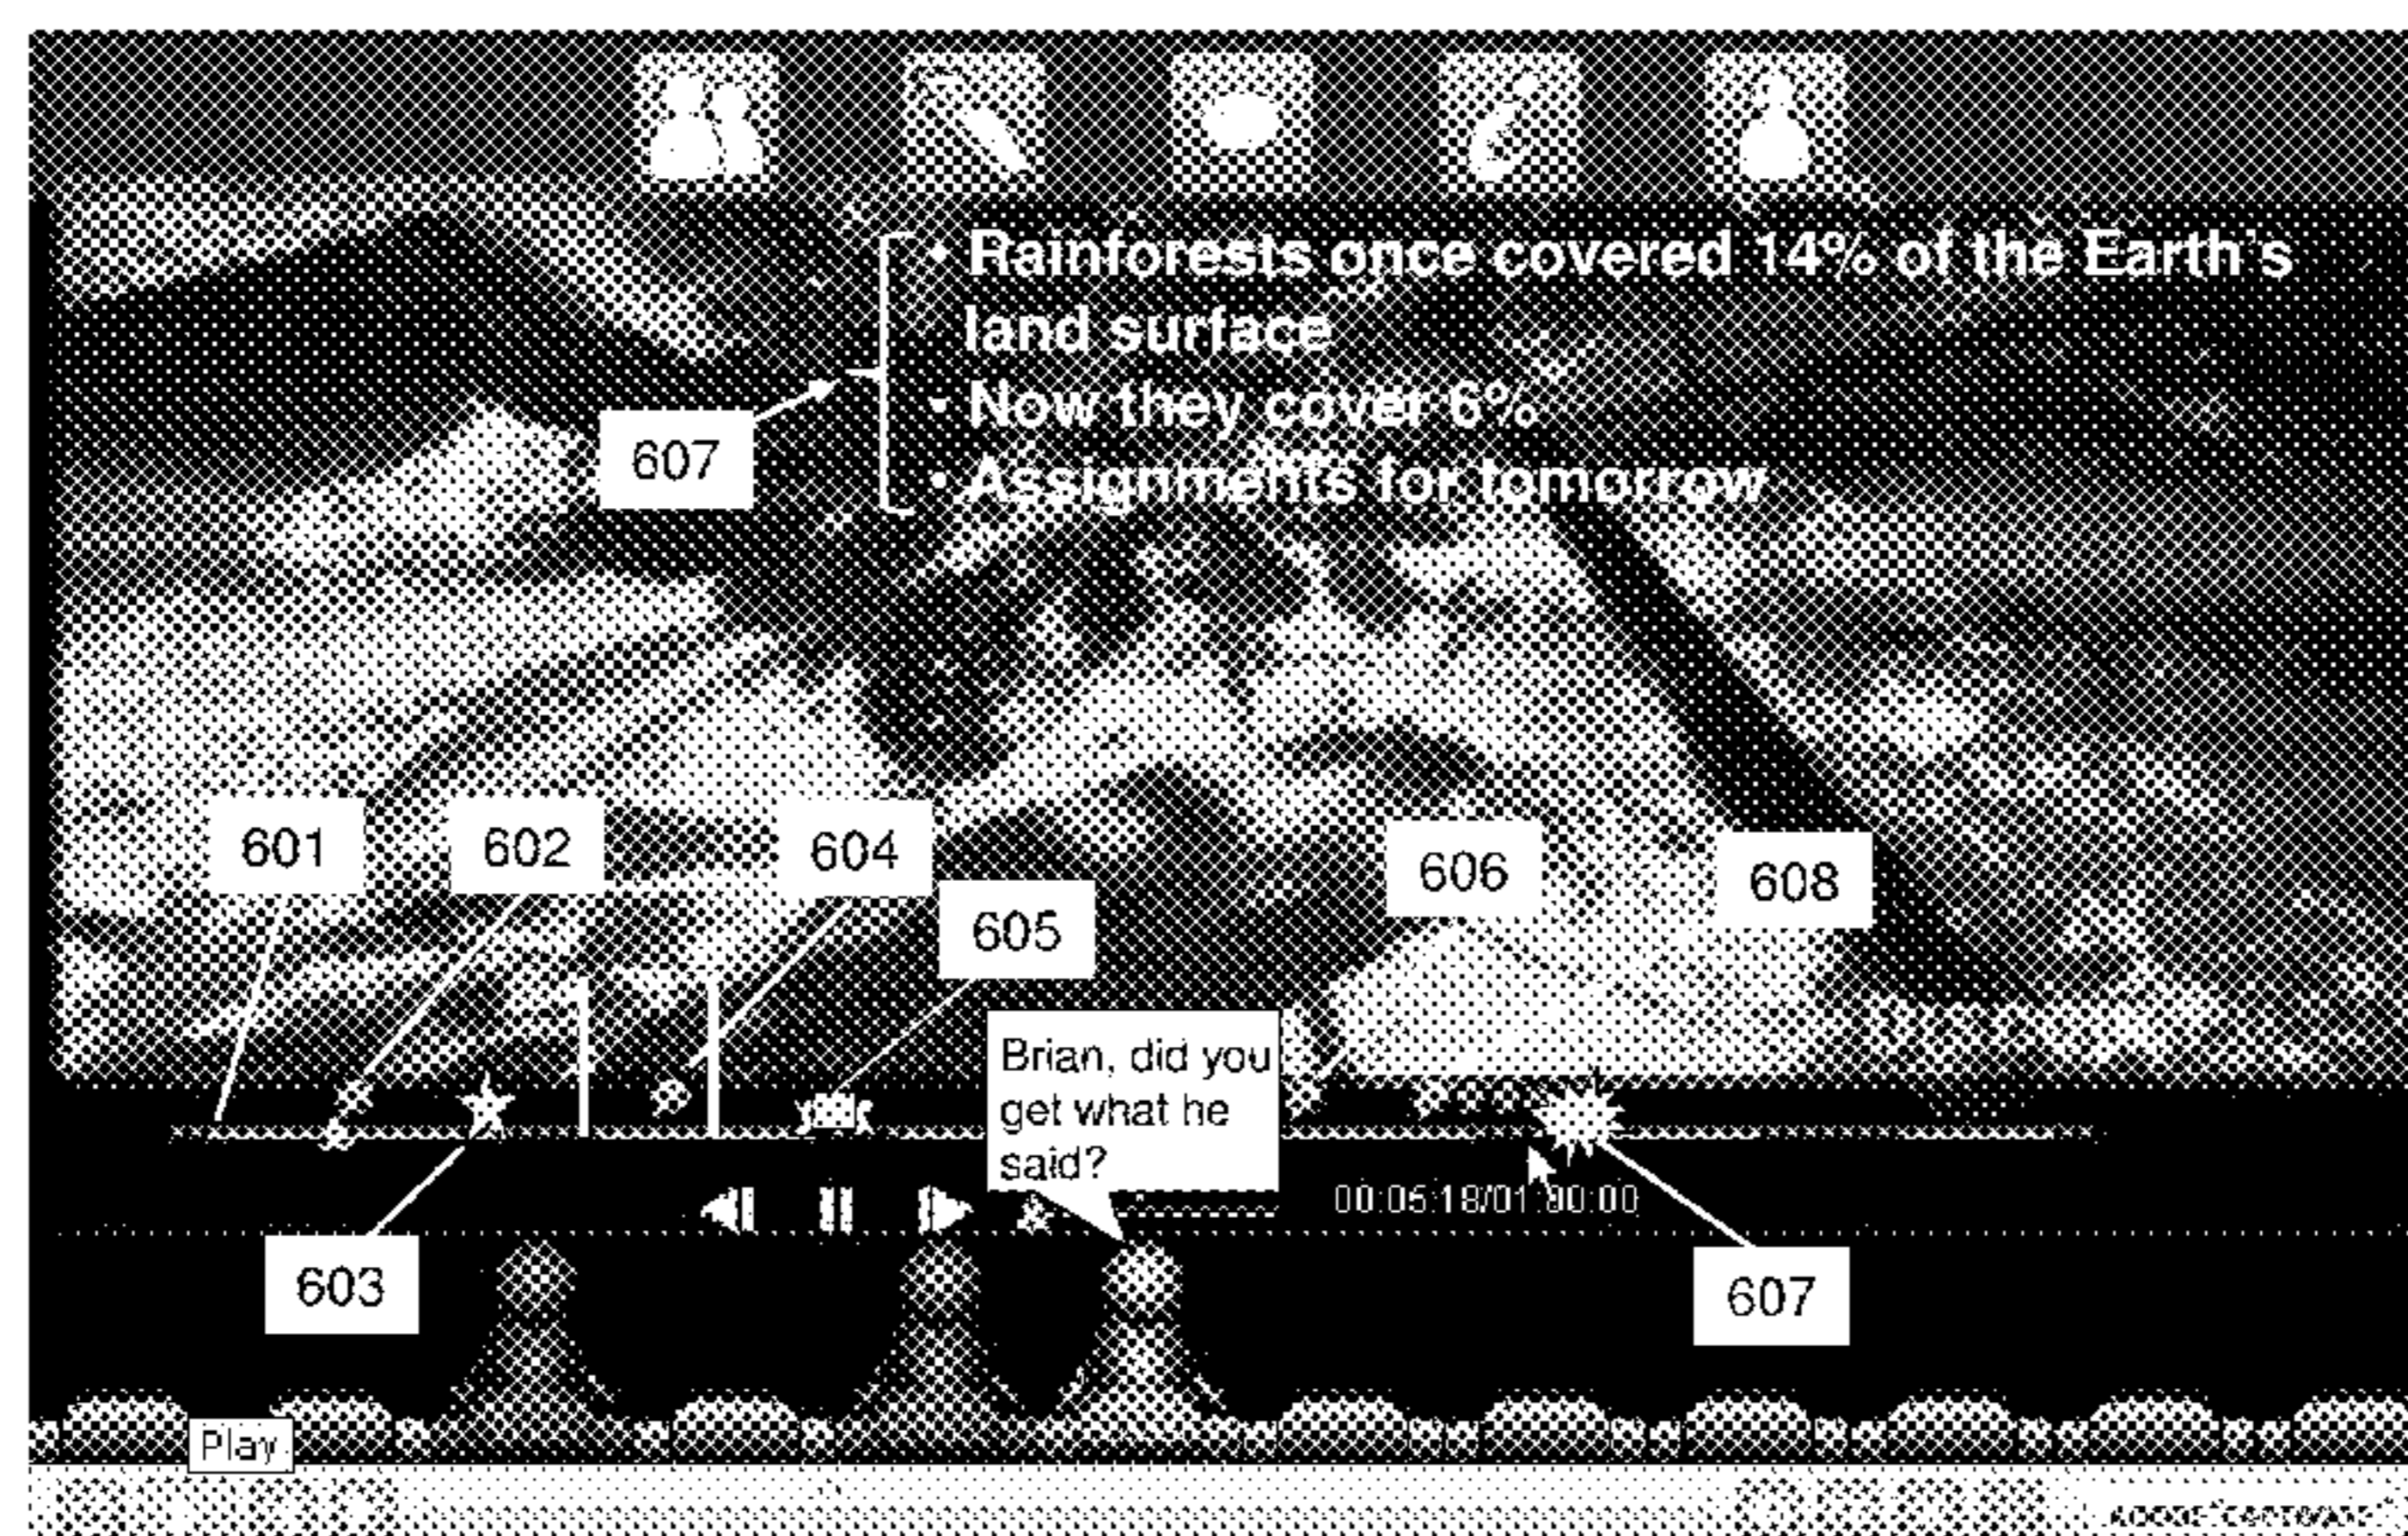 • Rainforests once covered 14% of the Earth's
land surface
• Now they cover 6%
• Assignments for tomorrow
607
601
602
604
605
606
608
Brian, did you
get what he
said?
603
607
Play